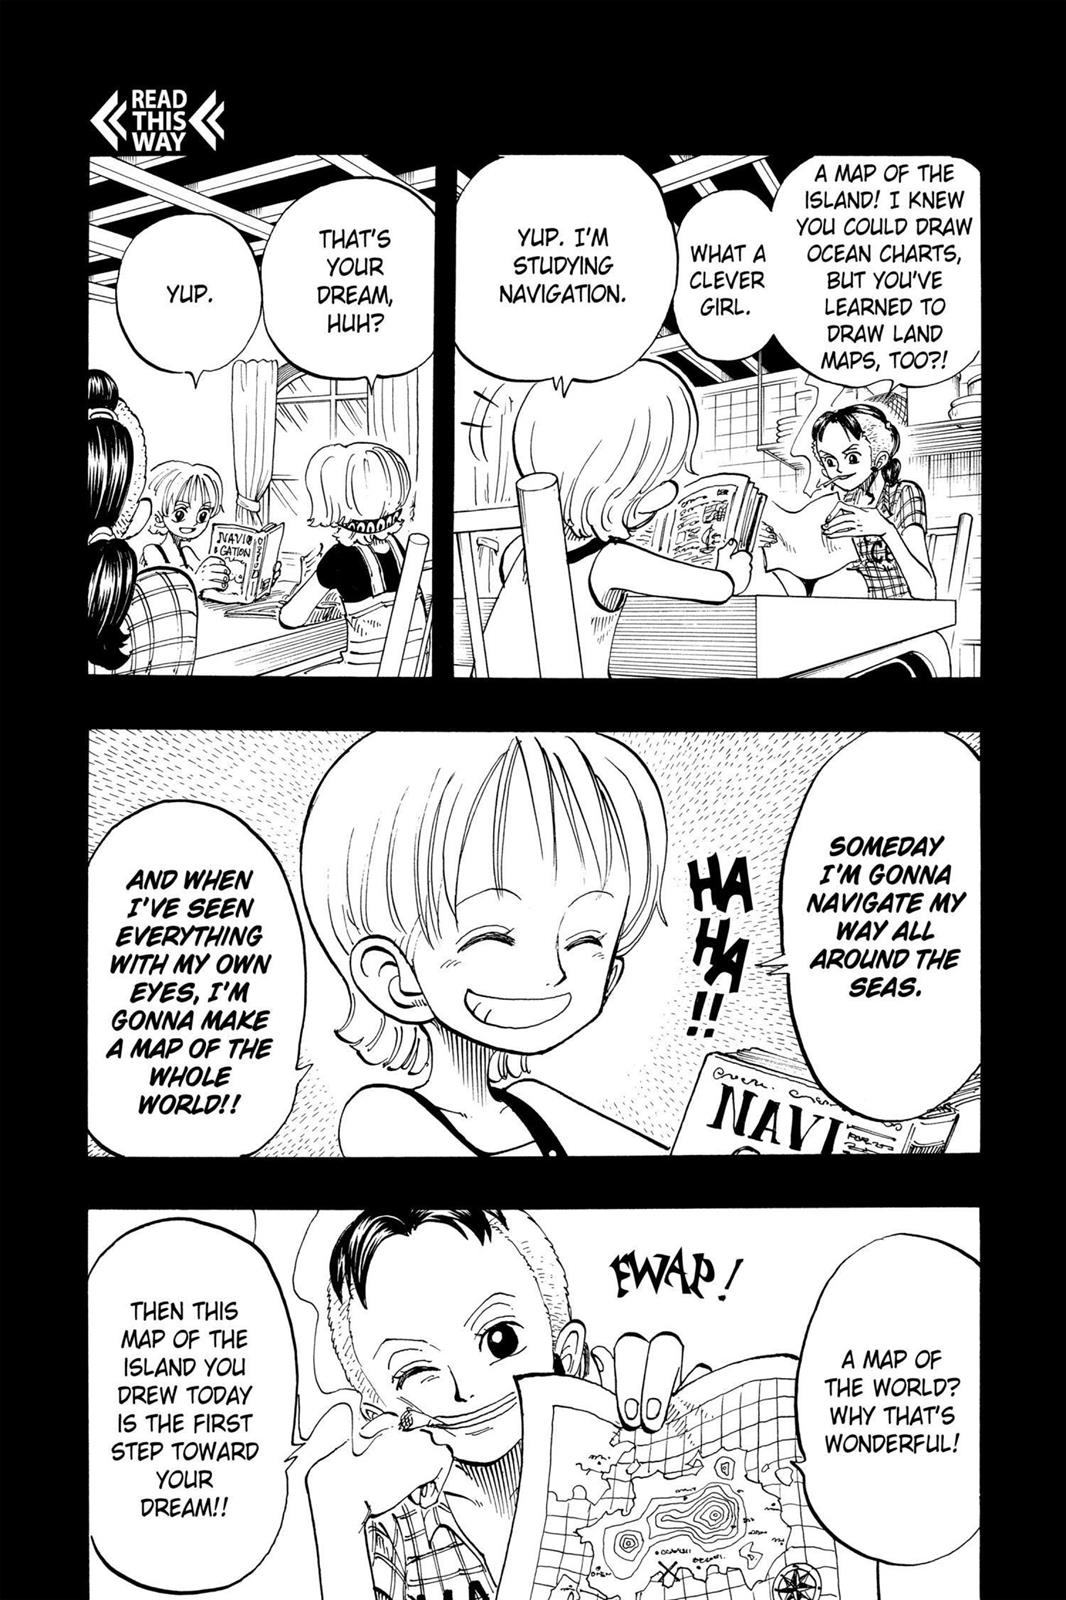 READ
THIS
WAY
A MAP OF THE
ISLAND! I KNEW
YOU COULD DRAW
OCEAN CHARTS,
BUT YOU'VE
LEARNED TO
DRAW LAND
MAPS, TOO?!
WHAT A
CLEVER
GIRL.
YUP. I'M
STUDYING
NAVIGATION.
THAT'S
YOUR
DREAM,
HUH?
YUP.
NAVI
GATION
SOMEDAY
I'M GONNA
NAVIGATE MY
WAY ALL
AROUND THE
SEAS.
HA
HA
!!
NAVI
AND WHEN
I'VE SEEN
EVERYTHING
WITH MY OWN
EYES, I'M
GONNA MAKE
A MAP OF THE
WHOLE
WORLD!!
FWAP!
A MAP OF
THE WORLD?
WHY THAT'S
WONDERFUL!
THEN THIS
MAP OF THE
ISLAND YOU
DREW TODAY
IS THE FIRST
STEP TOWARD
YOUR
DREAM!!